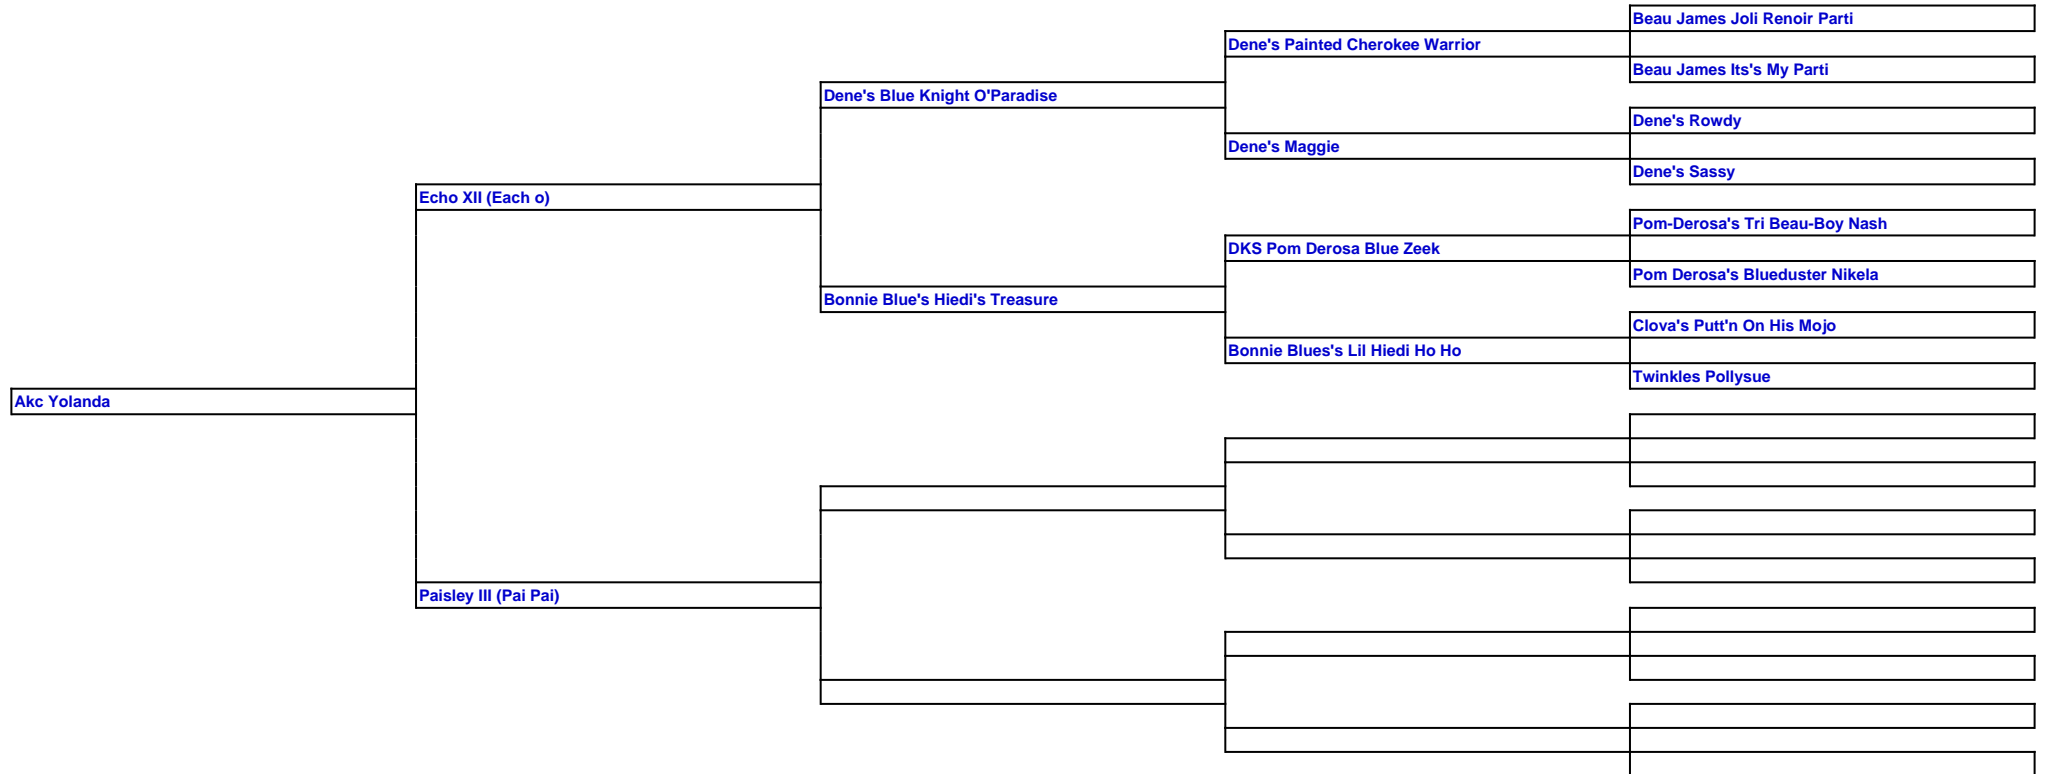 Beau James Joli Renoir Parti
Dene's Painted Cherokee Warrior
Beau James Its's My Parti
Dene's Blue Knight O'Paradise
Dene's Rowdy
Dene's Maggie
Dene's Sassy
Echo XII (Each o)
Pom-Derosa's Tri Beau-Boy Nash
DKS Pom Derosa Blue Zeek
Pom Derosa's Blueduster Nikela
Bonnie Blue's Hiedi's Treasure
Clova's Putt'n On His Mojo
Bonnie Blues's Lil Hiedi Ho Ho
Twinkles Pollysue
Akc Yolanda
Paisley III (Pai Pai)